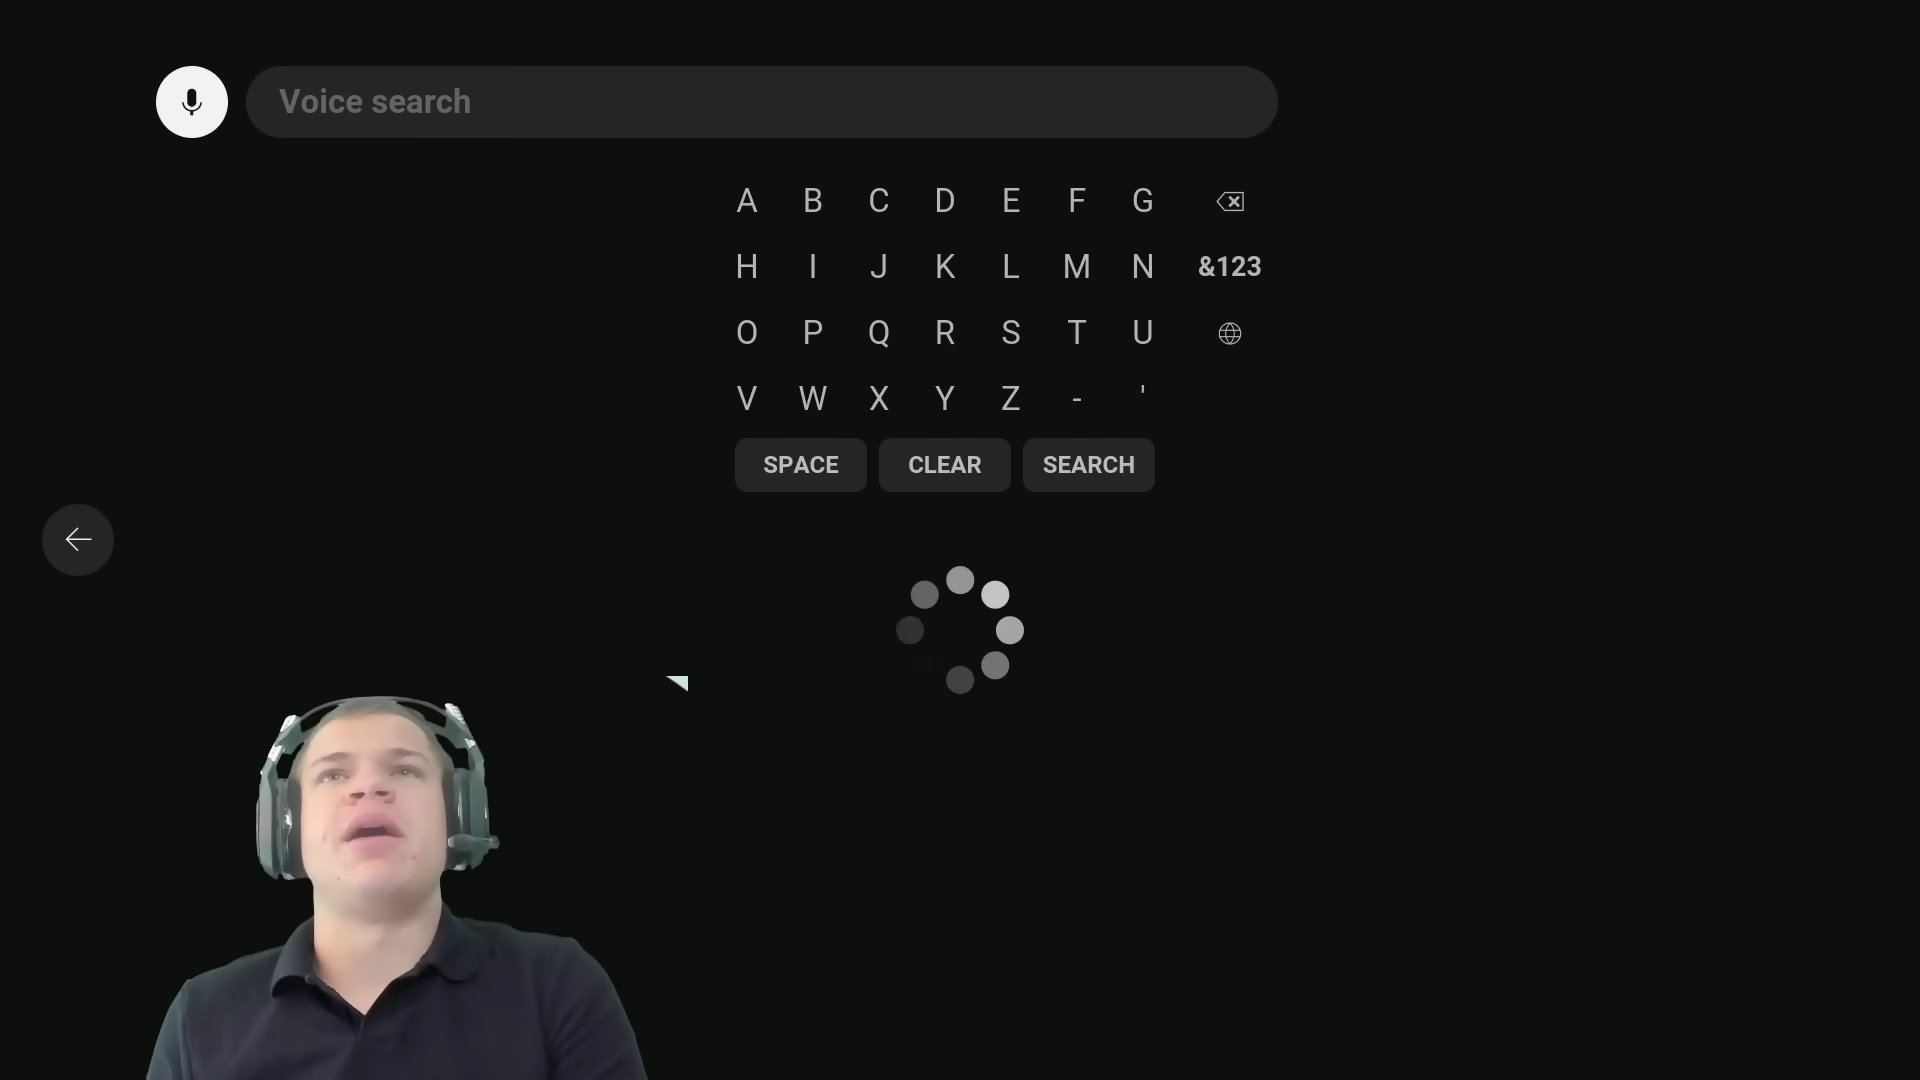 Voice search
A B C D E F G
H I J K L M N &123
O P Q R S T U
V W X Y Z - '
SPACE CLEAR SEARCH